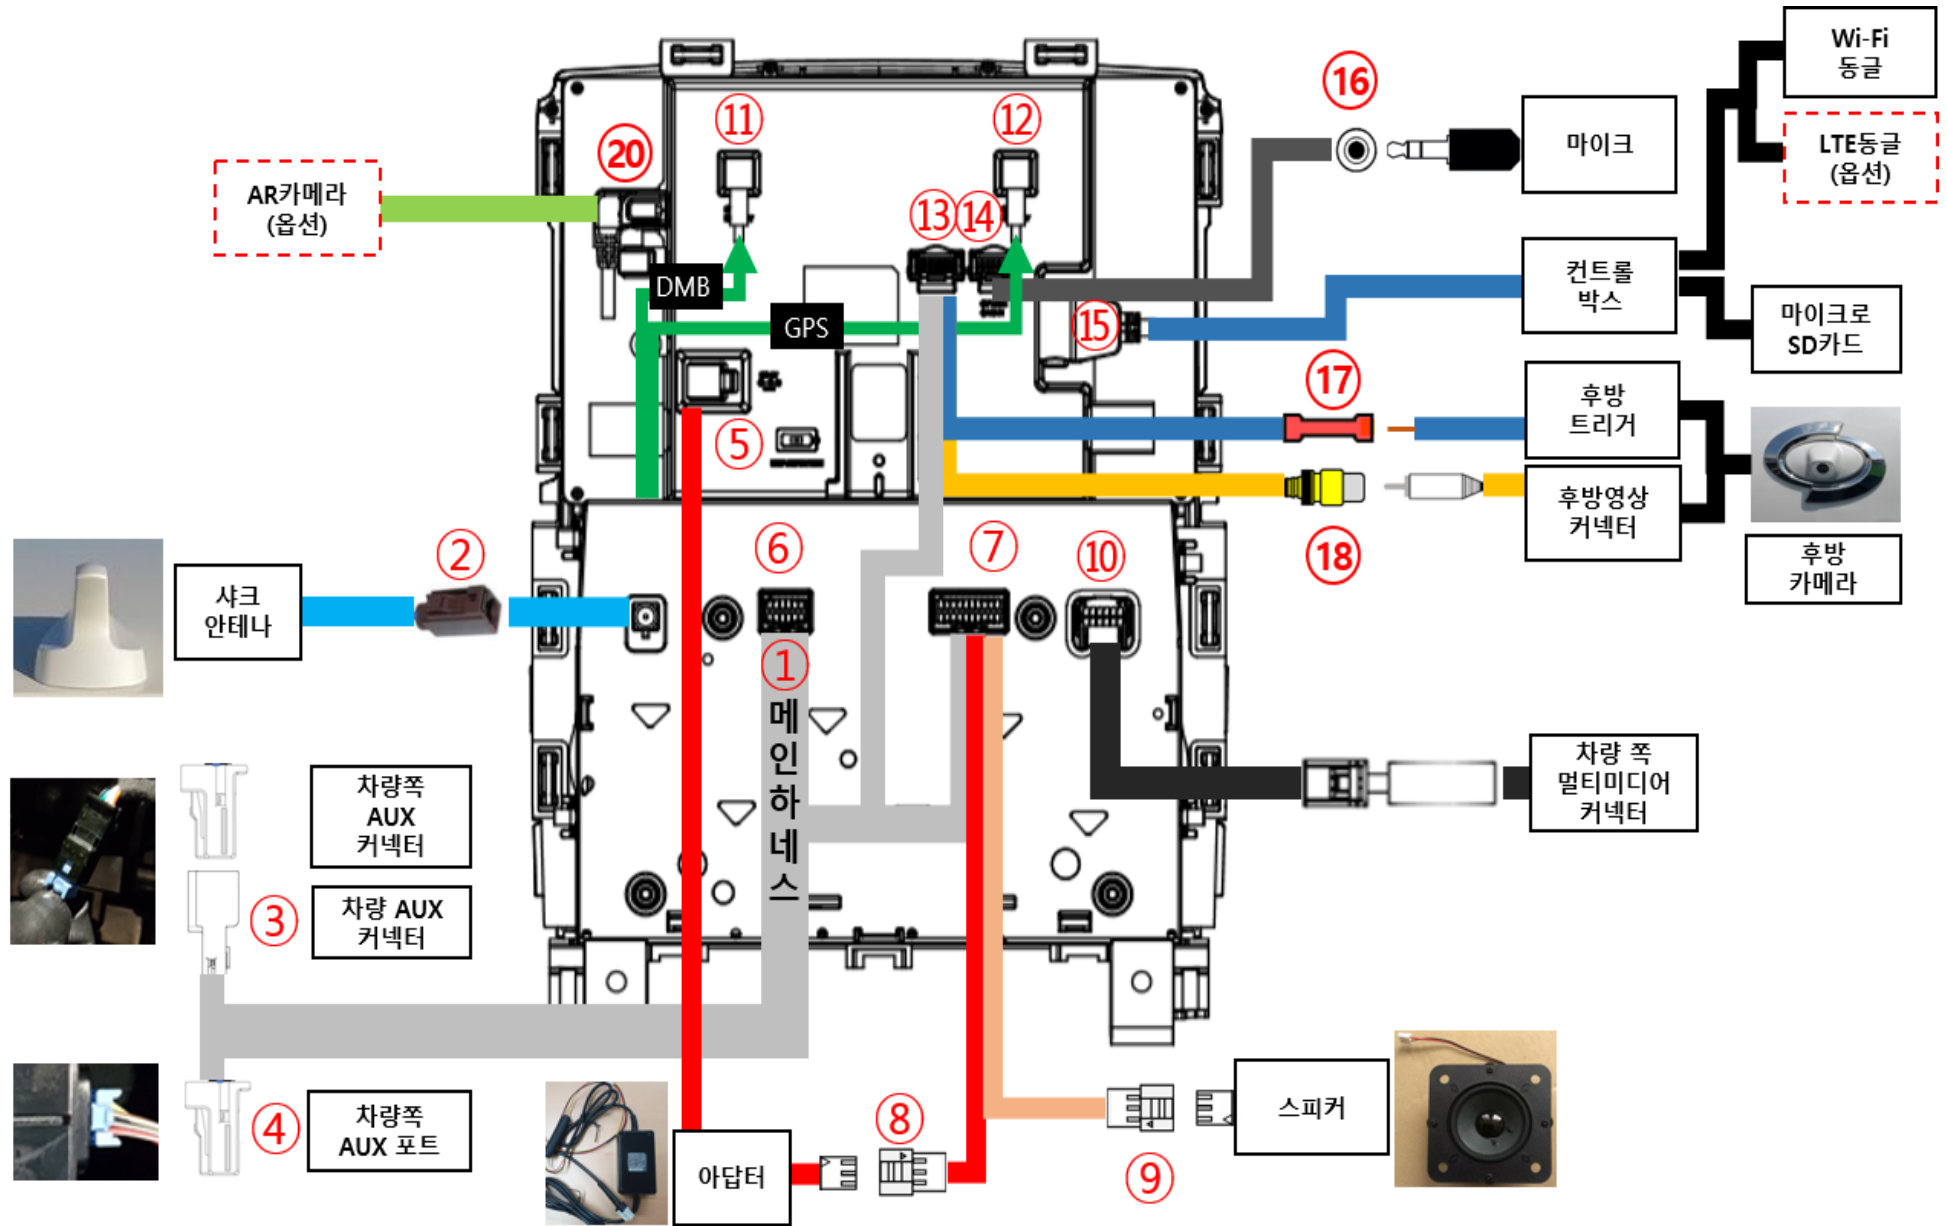 Wi-Fi
동글
LTE동글
(옵션)
⑯
마이크
⑪
⑫
⑳
AR카메라
(옵션)
⑬
⑭
DMB
GPS
⑮
컨트롤
박스
마이크로
SD카드
⑰
후방
트리거
⑤
후방영상
커넥터
⑱
후방
카메라
②
⑥
⑦
⑩
샤크
안테나
①
메
인
하
네
스
차량쪽
AUX
커넥터
차량 쪽
멀티미디어
커넥터
③
차량 AUX
커넥터
④
차량쪽
AUX 포트
⑧
아답터
⑨
스피커